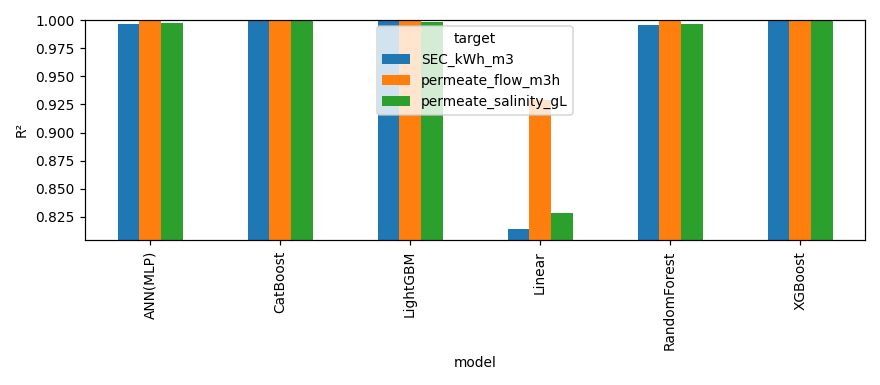 1.000
0.975
0.950
0.925
0.900
0.875
0.850
0.825
R²
target
SEC_kWh_m3
permeate_flow_m3h
permeate_salinity_gL
ANN(MLP)
CatBoost
LightGBM
Linear
RandomForest
XGBoost
model